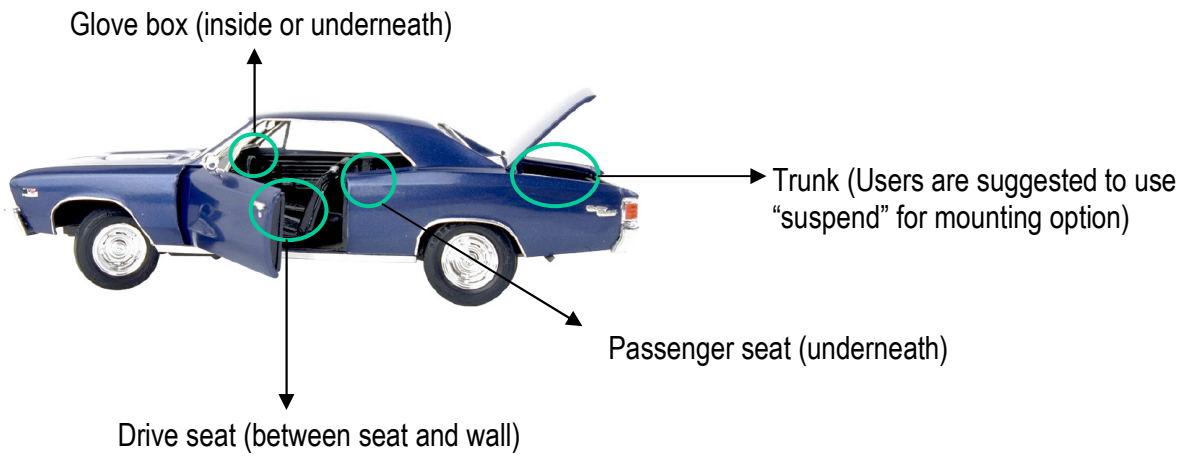 Glove box (inside or underneath)
Trunk (Users are suggested to use
“suspend” for mounting option)
Passenger seat (underneath)
Drive seat (between seat and wall)